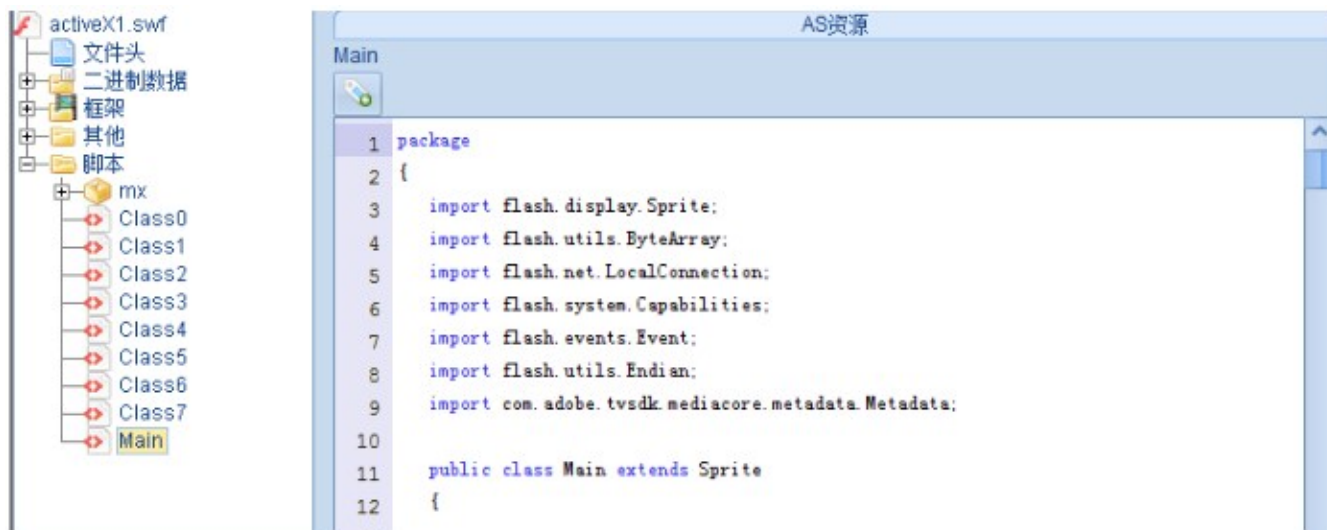 activeX1.swf
文件头
二进制数据
框架
其他
脚本
mx
Class0
Class1
Class2
Class3
Class4
Class5
Class6
Class7
Main
AS资源
Main
1 package
2 {
3 import flash.display.Sprite;
4 import flash.utils.ByteArray;
5 import flash.net.LocalConnection;
6 import flash.system.Capabilities;
7 import flash.events.Event;
8 import flash.utils.Endian;
9 import com.adobe.tvsdk.mediacore.metadata.Metadata;
10
11 public class Main extends Sprite
12 {